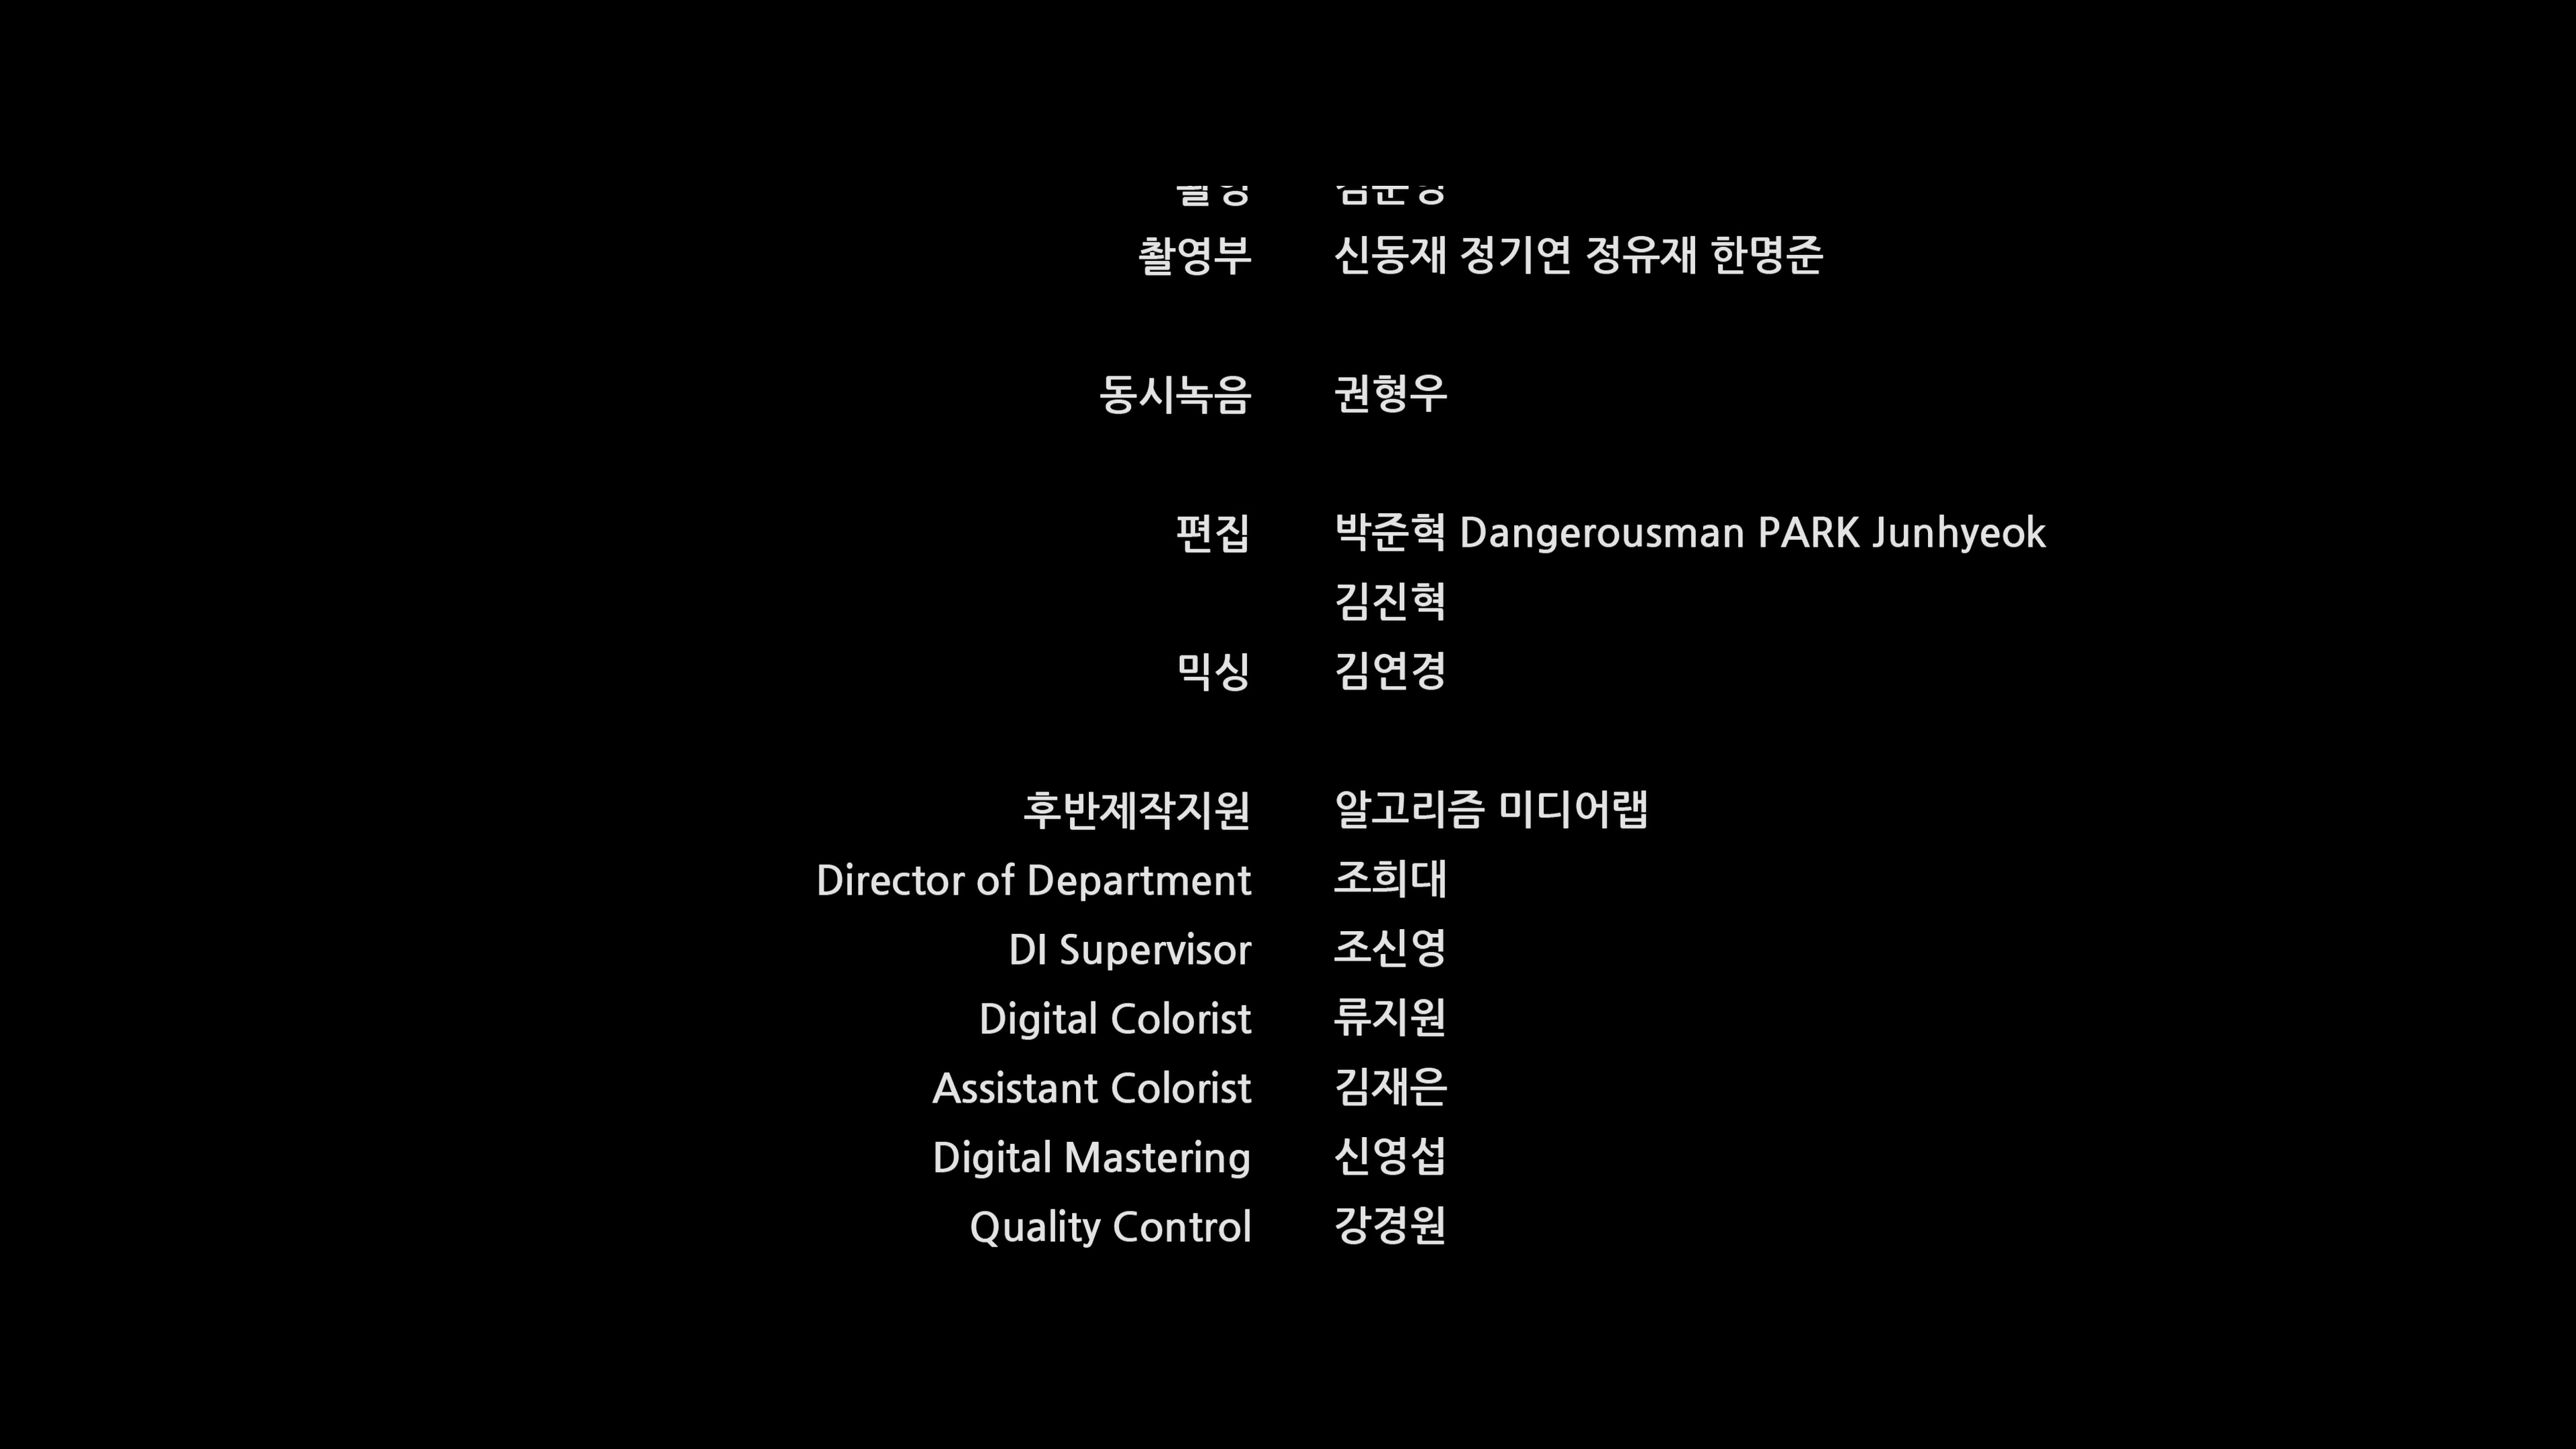 촬영부 신동재 정기연 정유재 한명준
동시녹음 권형우
편집 박준혁 Dangerousman PARK Junhyeok
김진혁
믹싱 김연경
후반제작지원 알고리즘 미디어랩
Director of Department 조희대
DI Supervisor 조신영
Digital Colorist 류지원
Assistant Colorist 김재은
Digital Mastering 신영섭
Quality Control 강경원